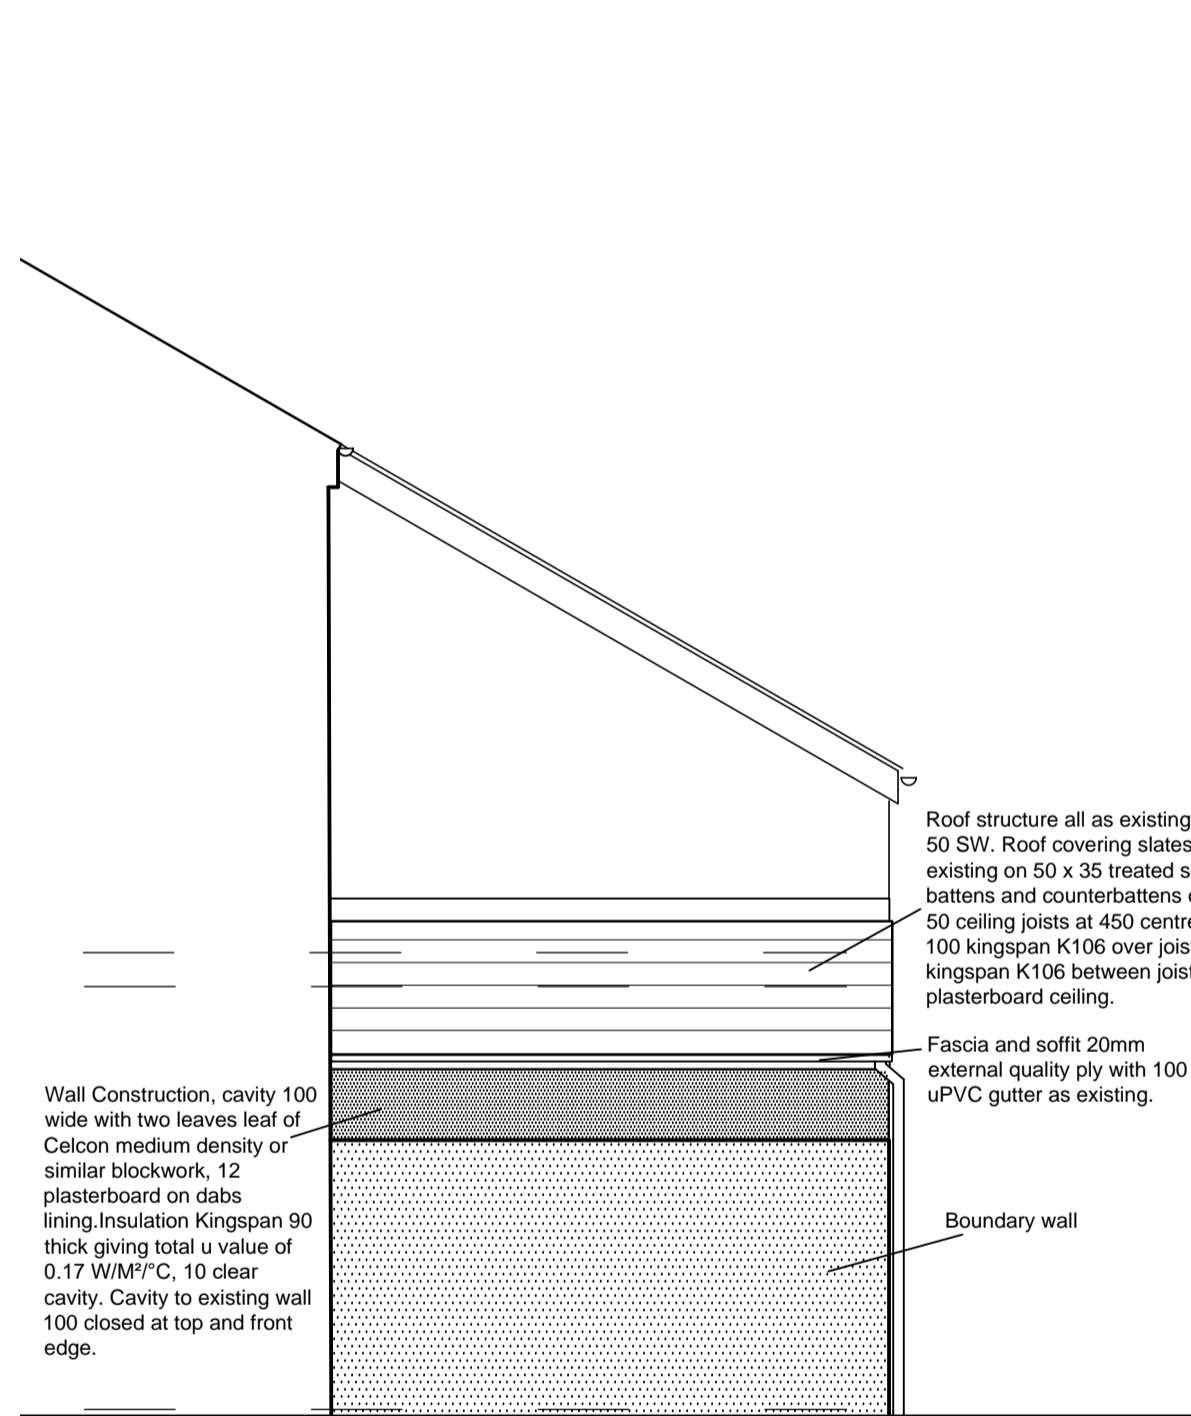 Roof structure all as existing
50 SW. Roof covering slates
existing on 50 x 35 treated
battens and counterbattens
50 ceiling joists at 450
100 kingspan K106 over
kingspan K106 between
plasterboard ceiling.
Fascia and soffit 20mm
external quality ply with 100
uPVC gutter as existing.
Wall Construction, cavity 100
wide with two leaves leaf of
Celcon medium density or
similar blockwork, 12
plasterboard on dabs
lining.Insulation Kingspan 90
thick giving total u value of
0.17 W/M²/°C, 10 clear
cavity. Cavity to existing wall
100 closed at top and front
edge.
Boundary wall